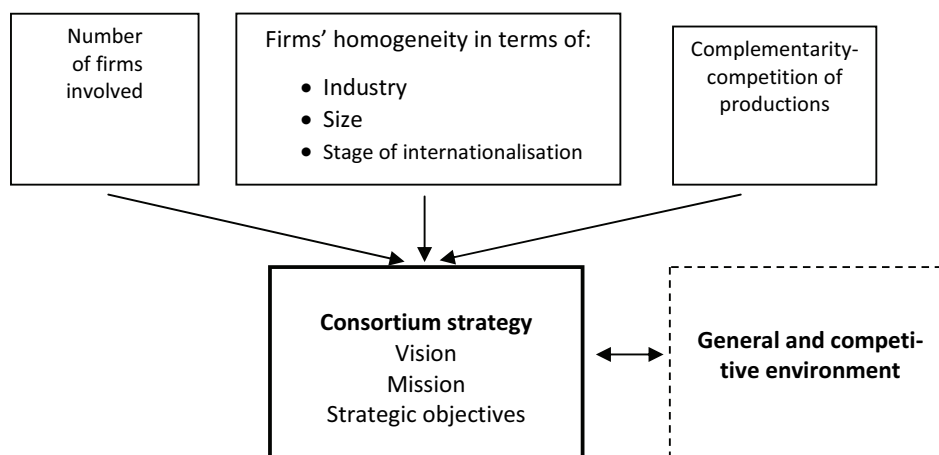 Number
of firms
involved
Firms’ homogeneity in terms of:
• Industry
• Size
• Stage of internationalisation
Complementarity-
competition of
productions
Consortium strategy
Vision
Mission
Strategic objectives
General and competi-
tive environment